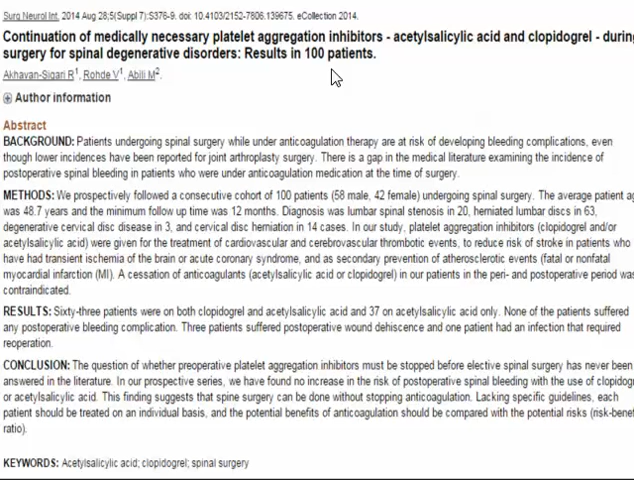 Surg Neurol Int. 2014 Aug 28;5(Suppl 7):S376-9. doi: 10.4103/2152-7806.139675. eCollection 2014.
Continuation of medically necessary platelet aggregation inhibitors - acetylsalicylic acid and clopidogrel - during
surgery for spinal degenerative disorders: Results in 100 patients.
Akhavan-Sigari R1, Rohde V1, Abili M2.
Author information
Abstract
BACKGROUND: Patients undergoing spinal surgery while under anticoagulation therapy are at risk of developing bleeding complications, even
though lower incidences have been reported for joint arthroplasty surgery. There is a gap in the medical literature examining the incidence of
postoperative spinal bleeding in patients who were under anticoagulation medication at the time of surgery.
METHODS: We prospectively followed a consecutive cohort of 100 patients (58 male, 42 female) undergoing spinal surgery. The average patient ag
was 48.7 years and the minimum follow up time was 12 months. Diagnosis was lumbar spinal stenosis in 20, herniated lumbar discs in 63,
degenerative cervical disc disease in 3, and cervical disc herniation in 14 cases. In our study, platelet aggregation inhibitors (clopidogrel and/or
acetylsalicylic acid) were given for the treatment of cardiovascular and cerebrovascular thrombotic events, to reduce risk of stroke in patients who
have had transient ischemia of the brain or acute coronary syndrome, and as secondary prevention of atherosclerotic events (fatal or nonfatal
myocardial infarction (MI). A cessation of anticoagulants (acetylsalicylic acid or clopidogrel) in our patients in the peri- and postoperative period was
contraindicated.
RESULTS: Sixty-three patients were on both clopidogrel and acetylsalicylic acid and 37 on acetylsalicylic acid only. None of the patients suffered
any postoperative bleeding complication. Three patients suffered postoperative wound dehiscence and one patient had an infection that required
reoperation.
CONCLUSION: The question of whether preoperative platelet aggregation inhibitors must be stopped before elective spinal surgery has never been
answered in the literature. In our prospective series, we have found no increase in the risk of postoperative spinal bleeding with the use of clopidog
or acetylsalicylic acid. This finding suggests that spine surgery can be done without stopping anticoagulation. Lacking specific guidelines, each
patient should be treated on an individual basis, and the potential benefits of anticoagulation should be compared with the potential risks (risk-benef
ratio).
KEYWORDS: Acetylsalicylic acid; clopidogrel; spinal surgery